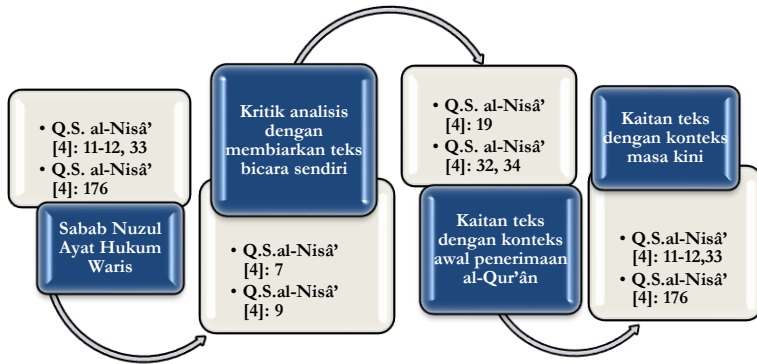 • Q.S. al-Nisâ’
[4]: 11-12, 33
• Q.S. al-Nisâ’
[4]: 176
Sabab Nuzul
Ayat Hukum
Waris
Kritik analisis
dengan
membiarkan teks
bicara sendiri
• Q.S.al-Nisâ’
[4]: 7
• Q.S.al-Nisâ’
[4]: 9
• Q.S. al-Nisâ’
[4]: 19
• Q.S. al-Nisâ’
[4]: 32, 34
Kaitan teks
dengan konteks
awal penerimaan
al-Qur’ân
Kaitan teks
dengan konteks
masa kini
• Q.S.al-Nisâ’
[4]: 11-12,33
• Q.S.al-Nisâ’
[4]: 176